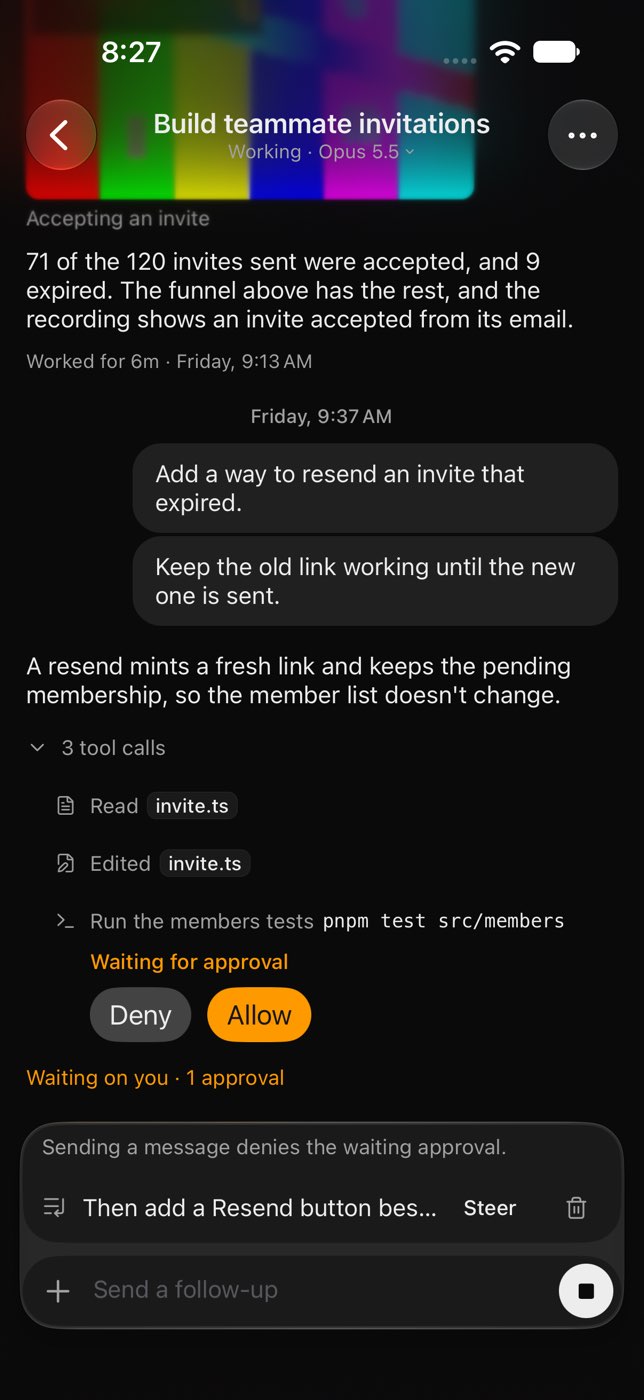 8:27
Build teammate invitations
Working · Opus 5.5
Accepting an invite
71 of the 120 invites sent were accepted, and 9
expired. The funnel above has the rest, and the
recording shows an invite accepted from its email.
Worked for 6m · Friday, 9:13 AM
Friday, 9:37 AM
Add a way to resend an invite that
expired.
Keep the old link working until the new
one is sent.
A resend mints a fresh link and keeps the pending
membership, so the member list doesn't change.
3 tool calls
Read invite.ts
Edited invite.ts
Run the members tests pnpm test src/members
Waiting for approval
Deny Allow
Waiting on you · 1 approval
Sending a message denies the waiting approval.
Then add a Resend button bes... Steer
Send a follow-up